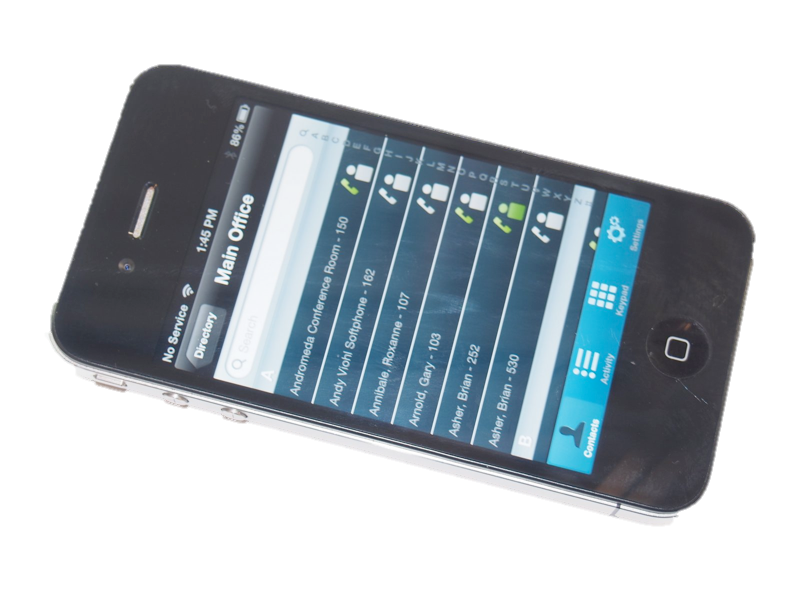 No Service 1:45 PM 86%
Directory Main Office
Search
A
Andromeda Conference Room - 150
Andy Viohl Softphone - 162
Annibale, Roxanne - 107
Arnold, Gary - 103
Asher, Brian - 252
Asher, Brian - 530
B
Contacts Activity Keypad Settings